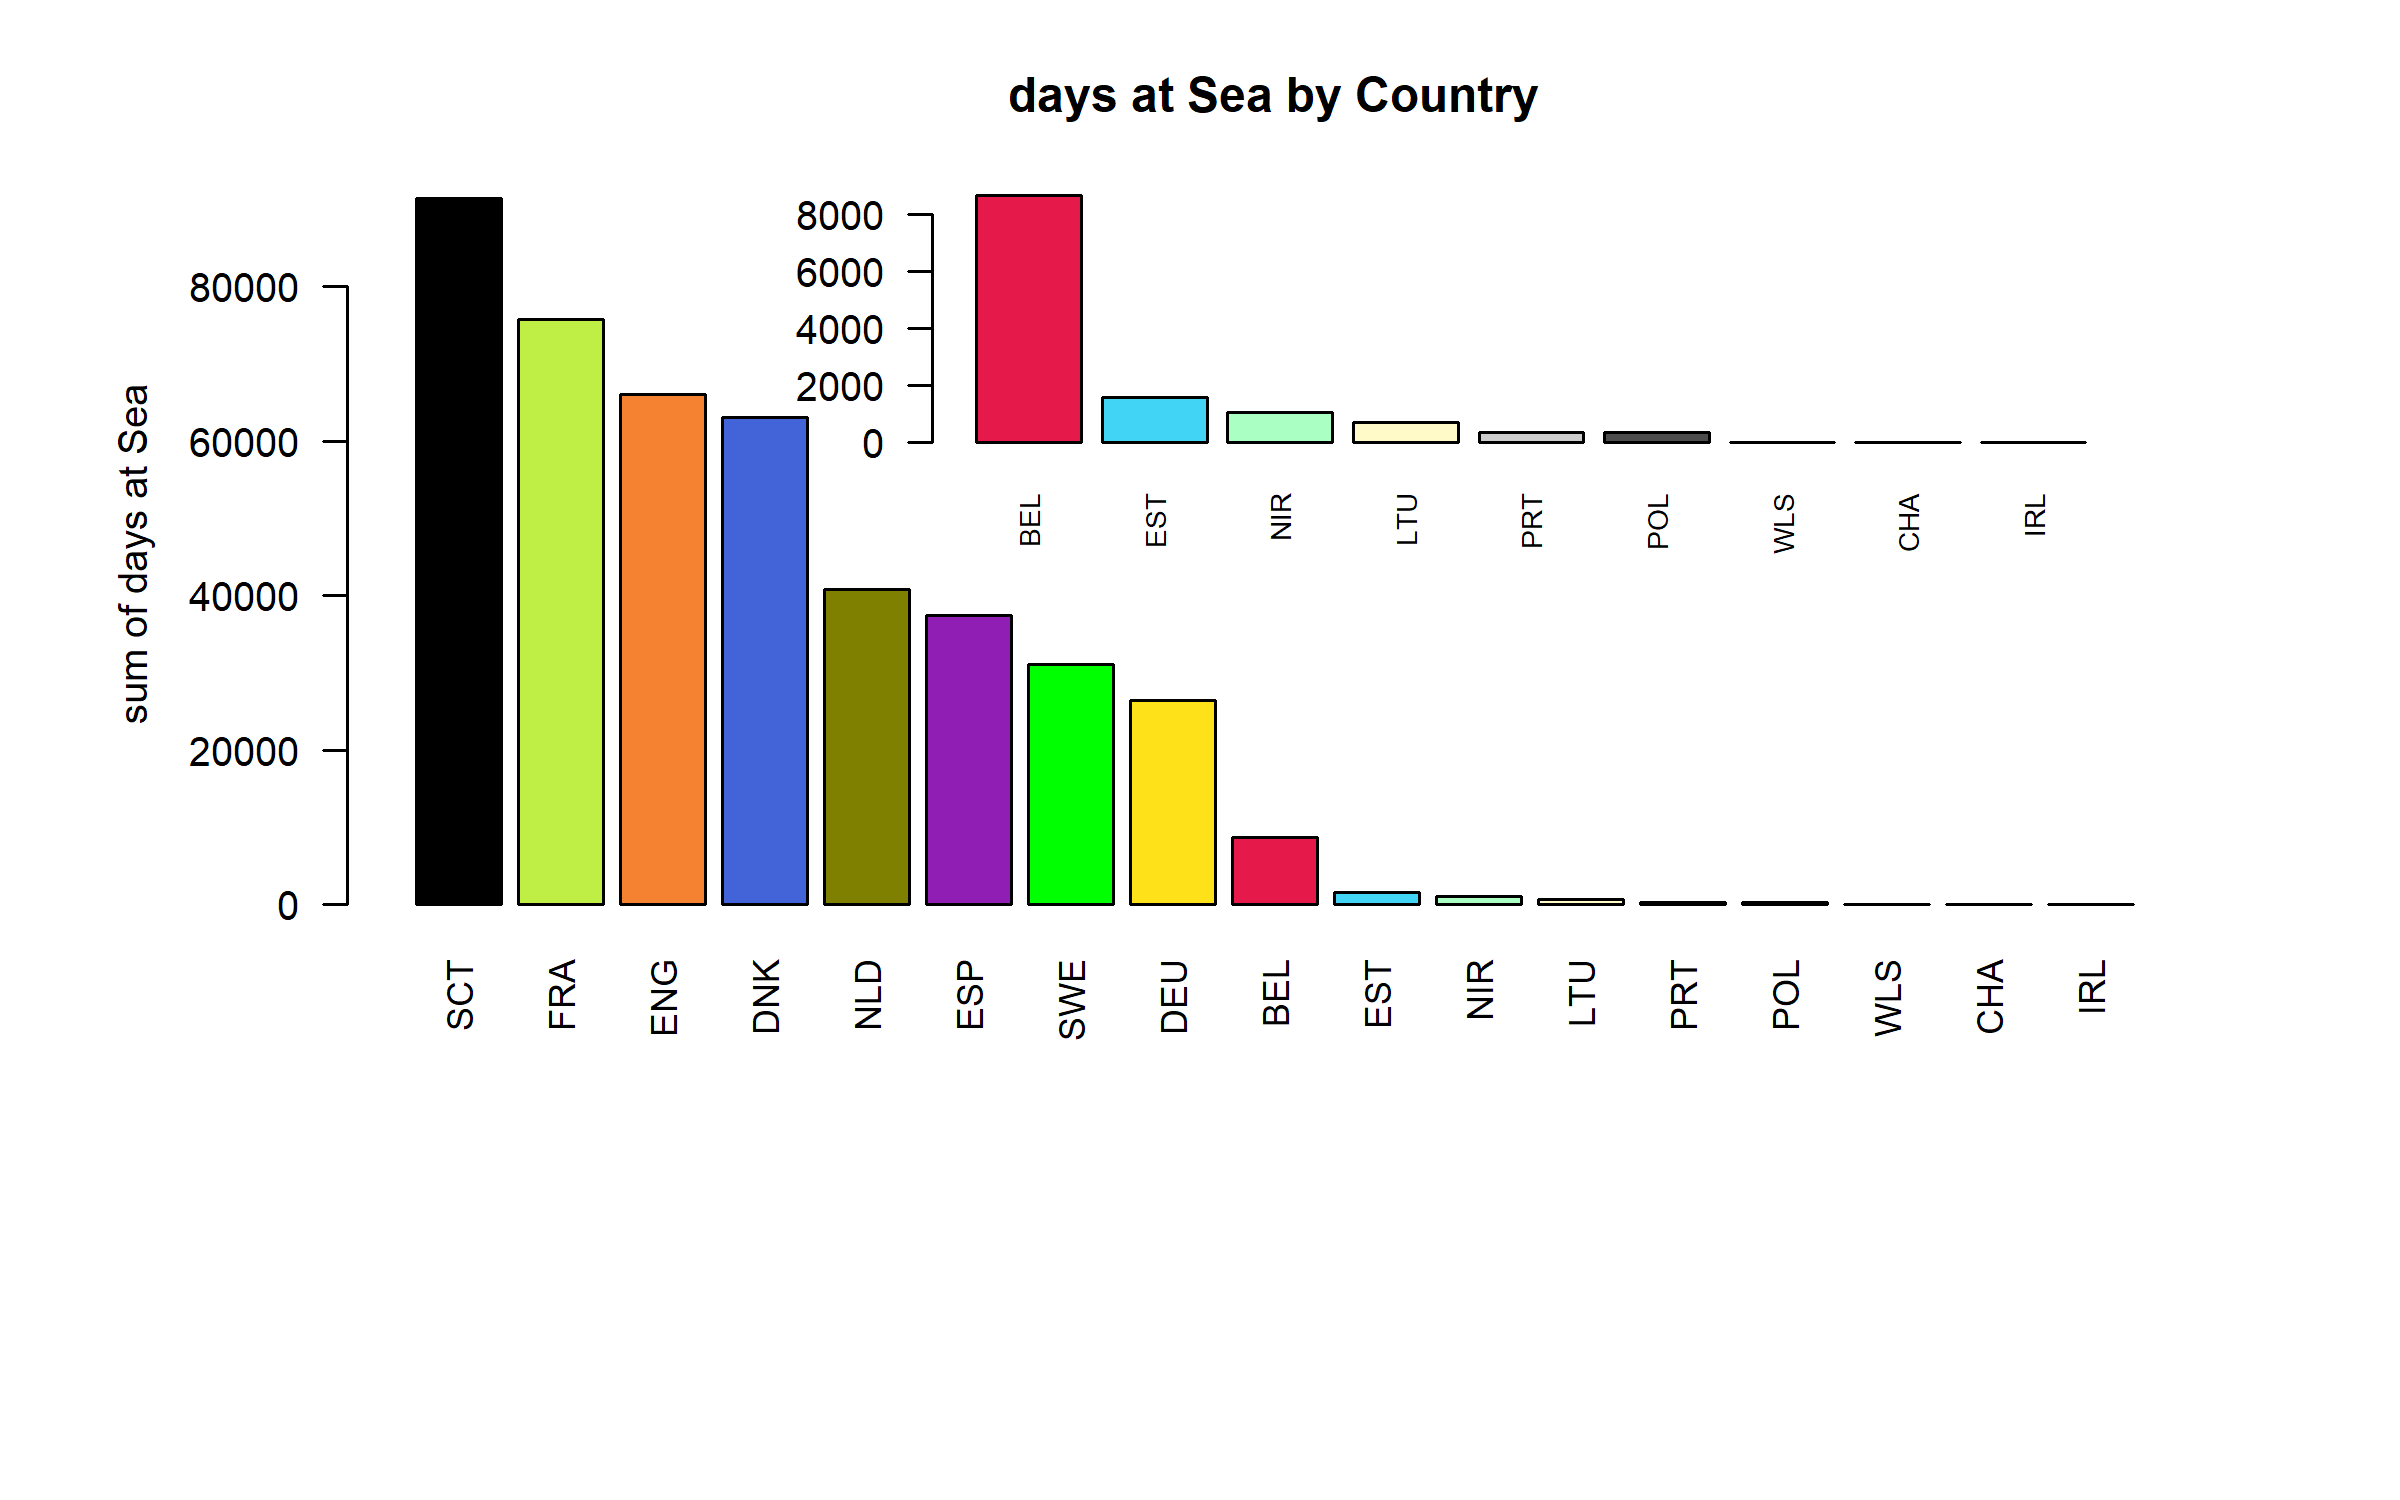 days at Sea by Country
sum of days at Sea
80000
60000
40000
20000
0
8000
6000
4000
2000
0
BEL
EST
NIR
LTU
PRT
POL
WLS
CHA
IRL
SCT
FRA
ENG
DNK
NLD
ESP
SWE
DEU
BEL
EST
NIR
LTU
PRT
POL
WLS
CHA
IRL